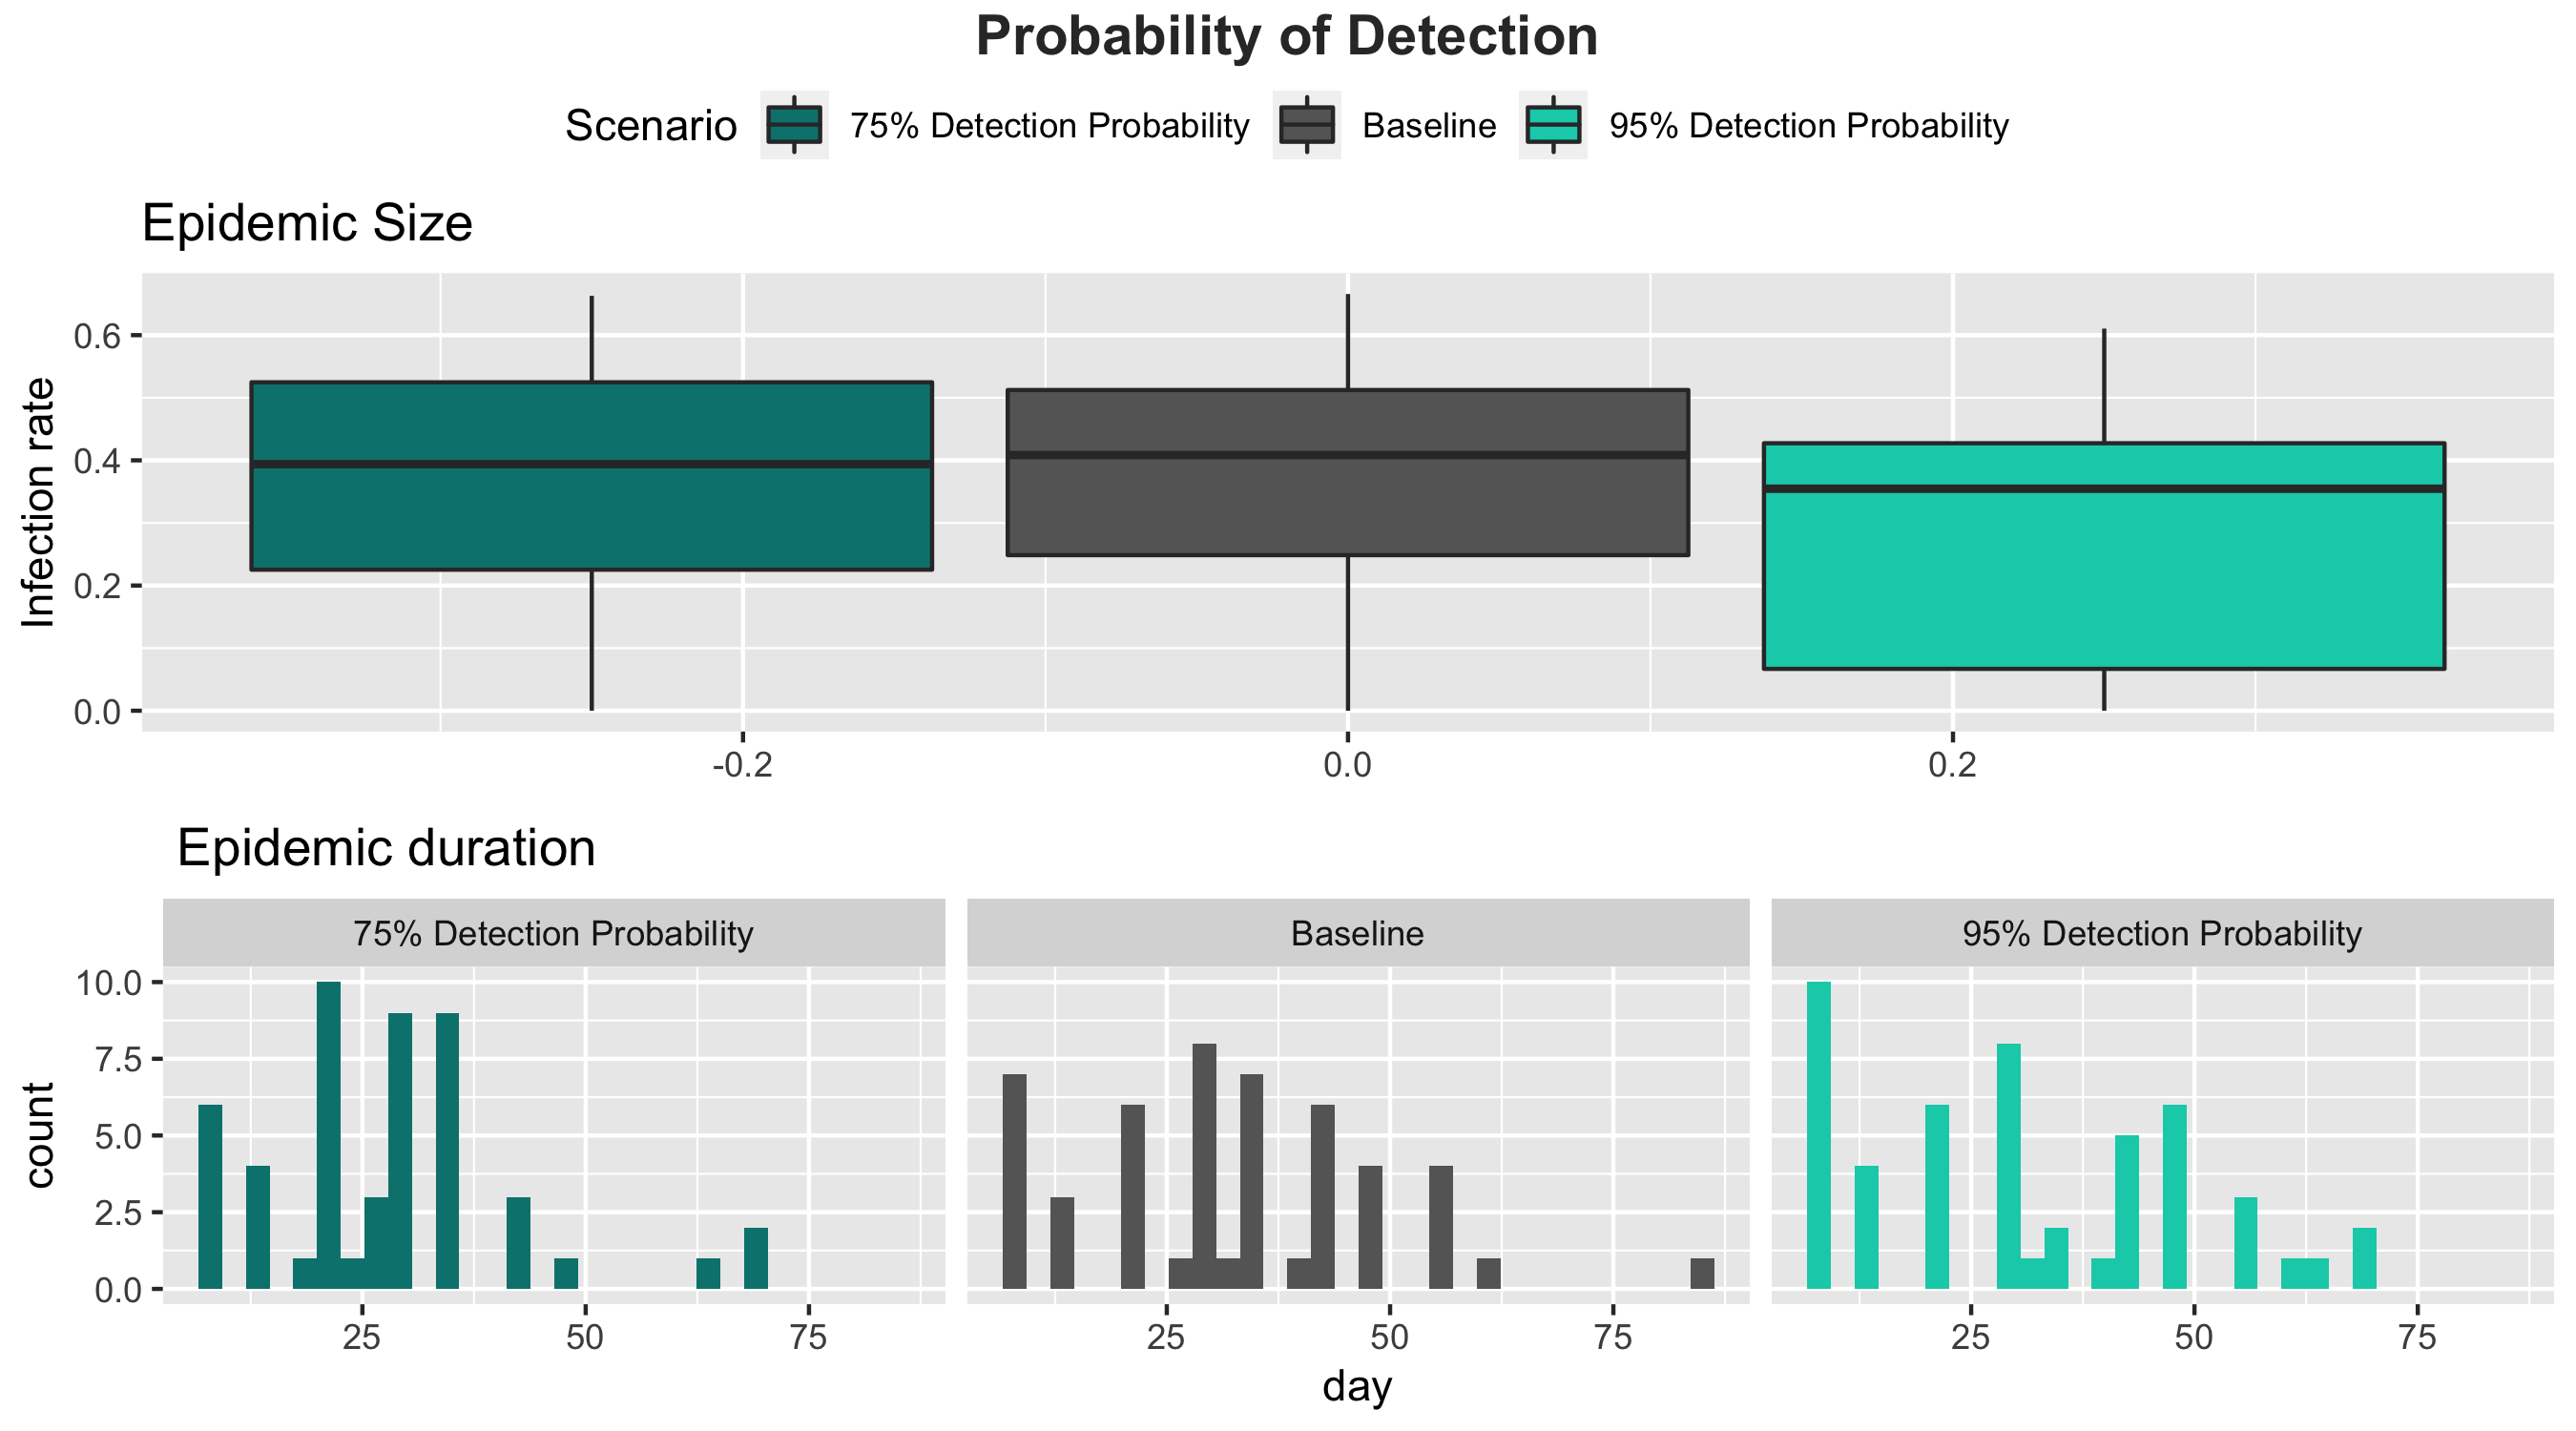 Probability of Detection
Scenario 75% Detection Probability Baseline 95% Detection Probability
Epidemic Size
Infection rate
0.6
0.4
0.2
0.0
-0.2 0.0 0.2
Epidemic duration
75% Detection Probability Baseline 95% Detection Probability
count
10.0
7.5
5.0
2.5
0.0
25 50 75 25 50 75 25 50 75
day